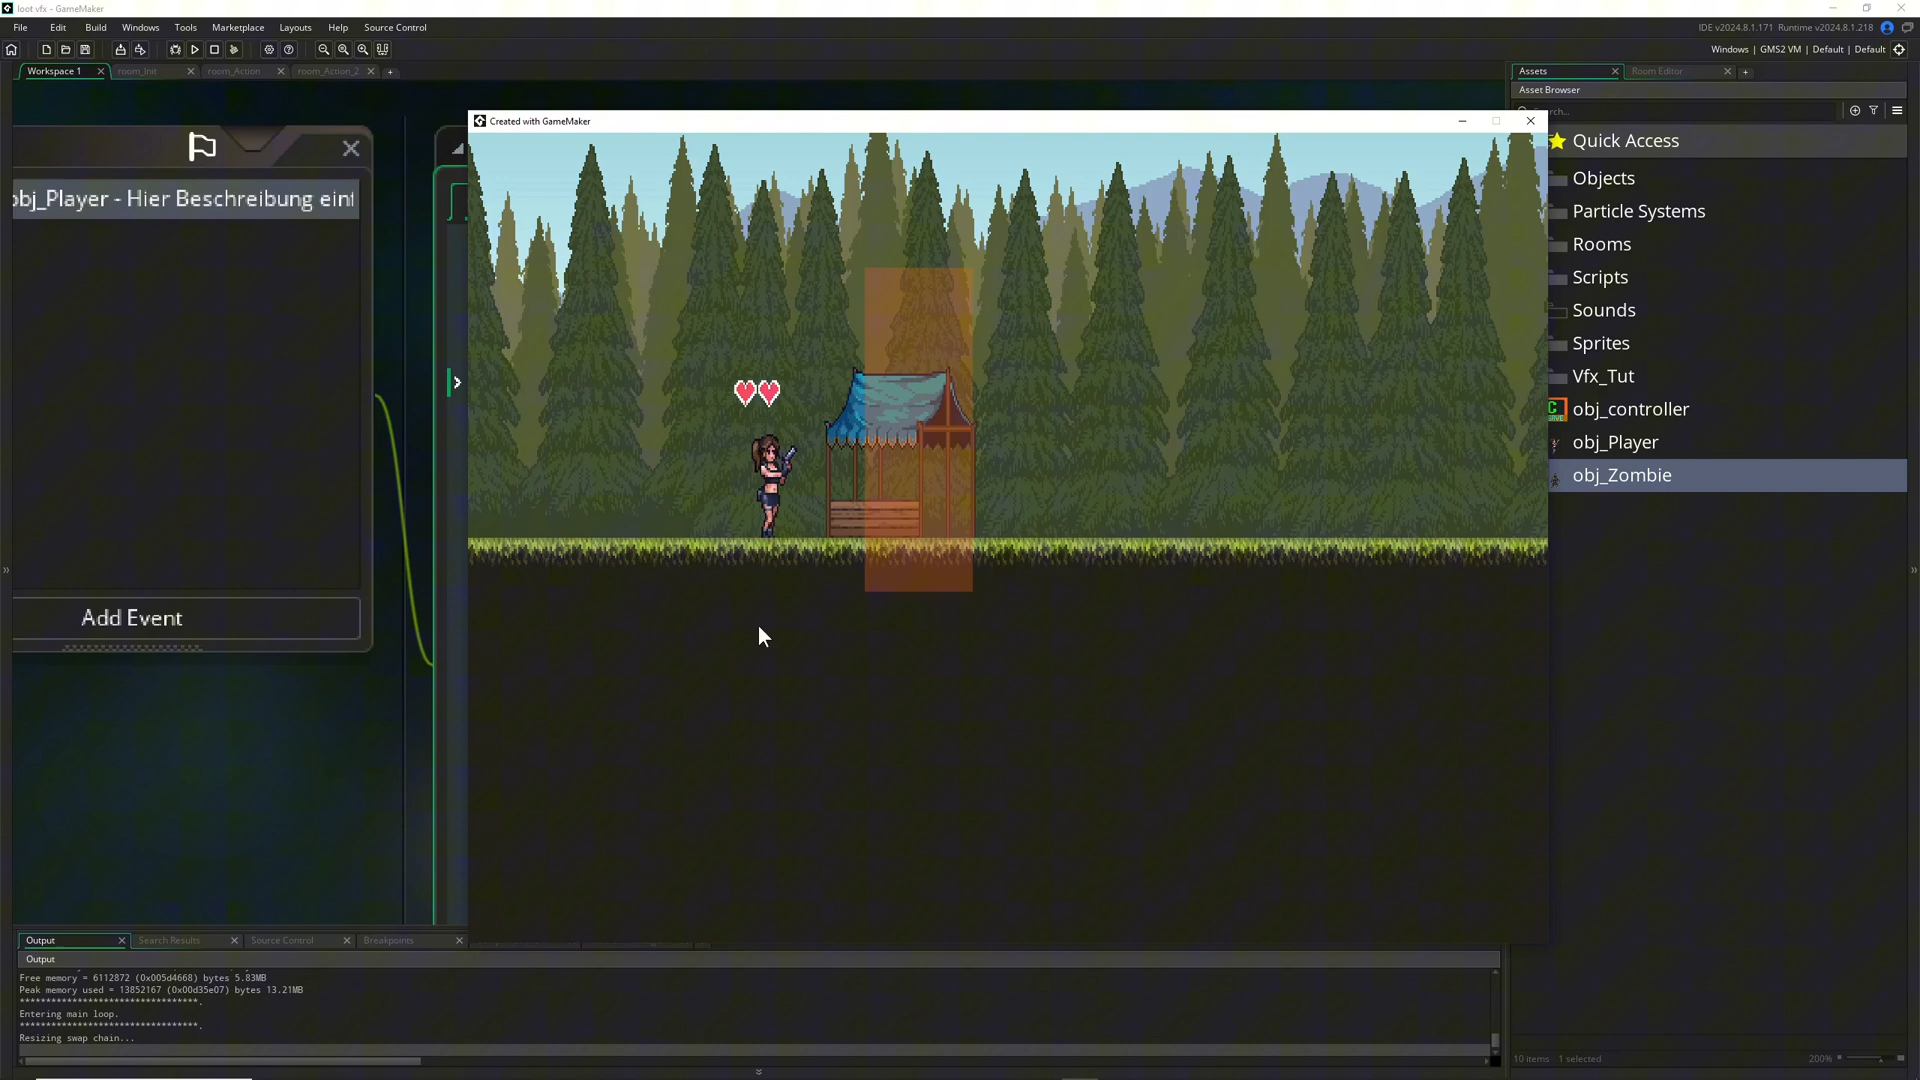 loot vfx - GameMaker
File Edit Build Windows Tools Marketplace Layouts Help Source Control
IDE v2024.8.1.171 Runtime v2024.8.1.218
Windows | GMS2 VM | Default | Default
Workspace 1 room_Init room_Action room_Action_2
Assets Room Editor
Asset Browser
Created with GameMaker
Quick Access
obj_Player - Hier Beschreibung einf
Objects
Particle Systems
Rooms
Scripts
Sounds
Sprites
Vfx_Tut
obj_controller
obj_Player
obj_Zombie
Add Event
Output Search Results Source Control Breakpoints
Output
Free memory = 6112872 (0x005d4668) bytes 5.83MB
Peak memory used = 13852167 (0x00d35e07) bytes 13.21MB
***********************************.
Entering main loop.
***********************************.
Resizing swap chain...
10 items 1 selected 200%